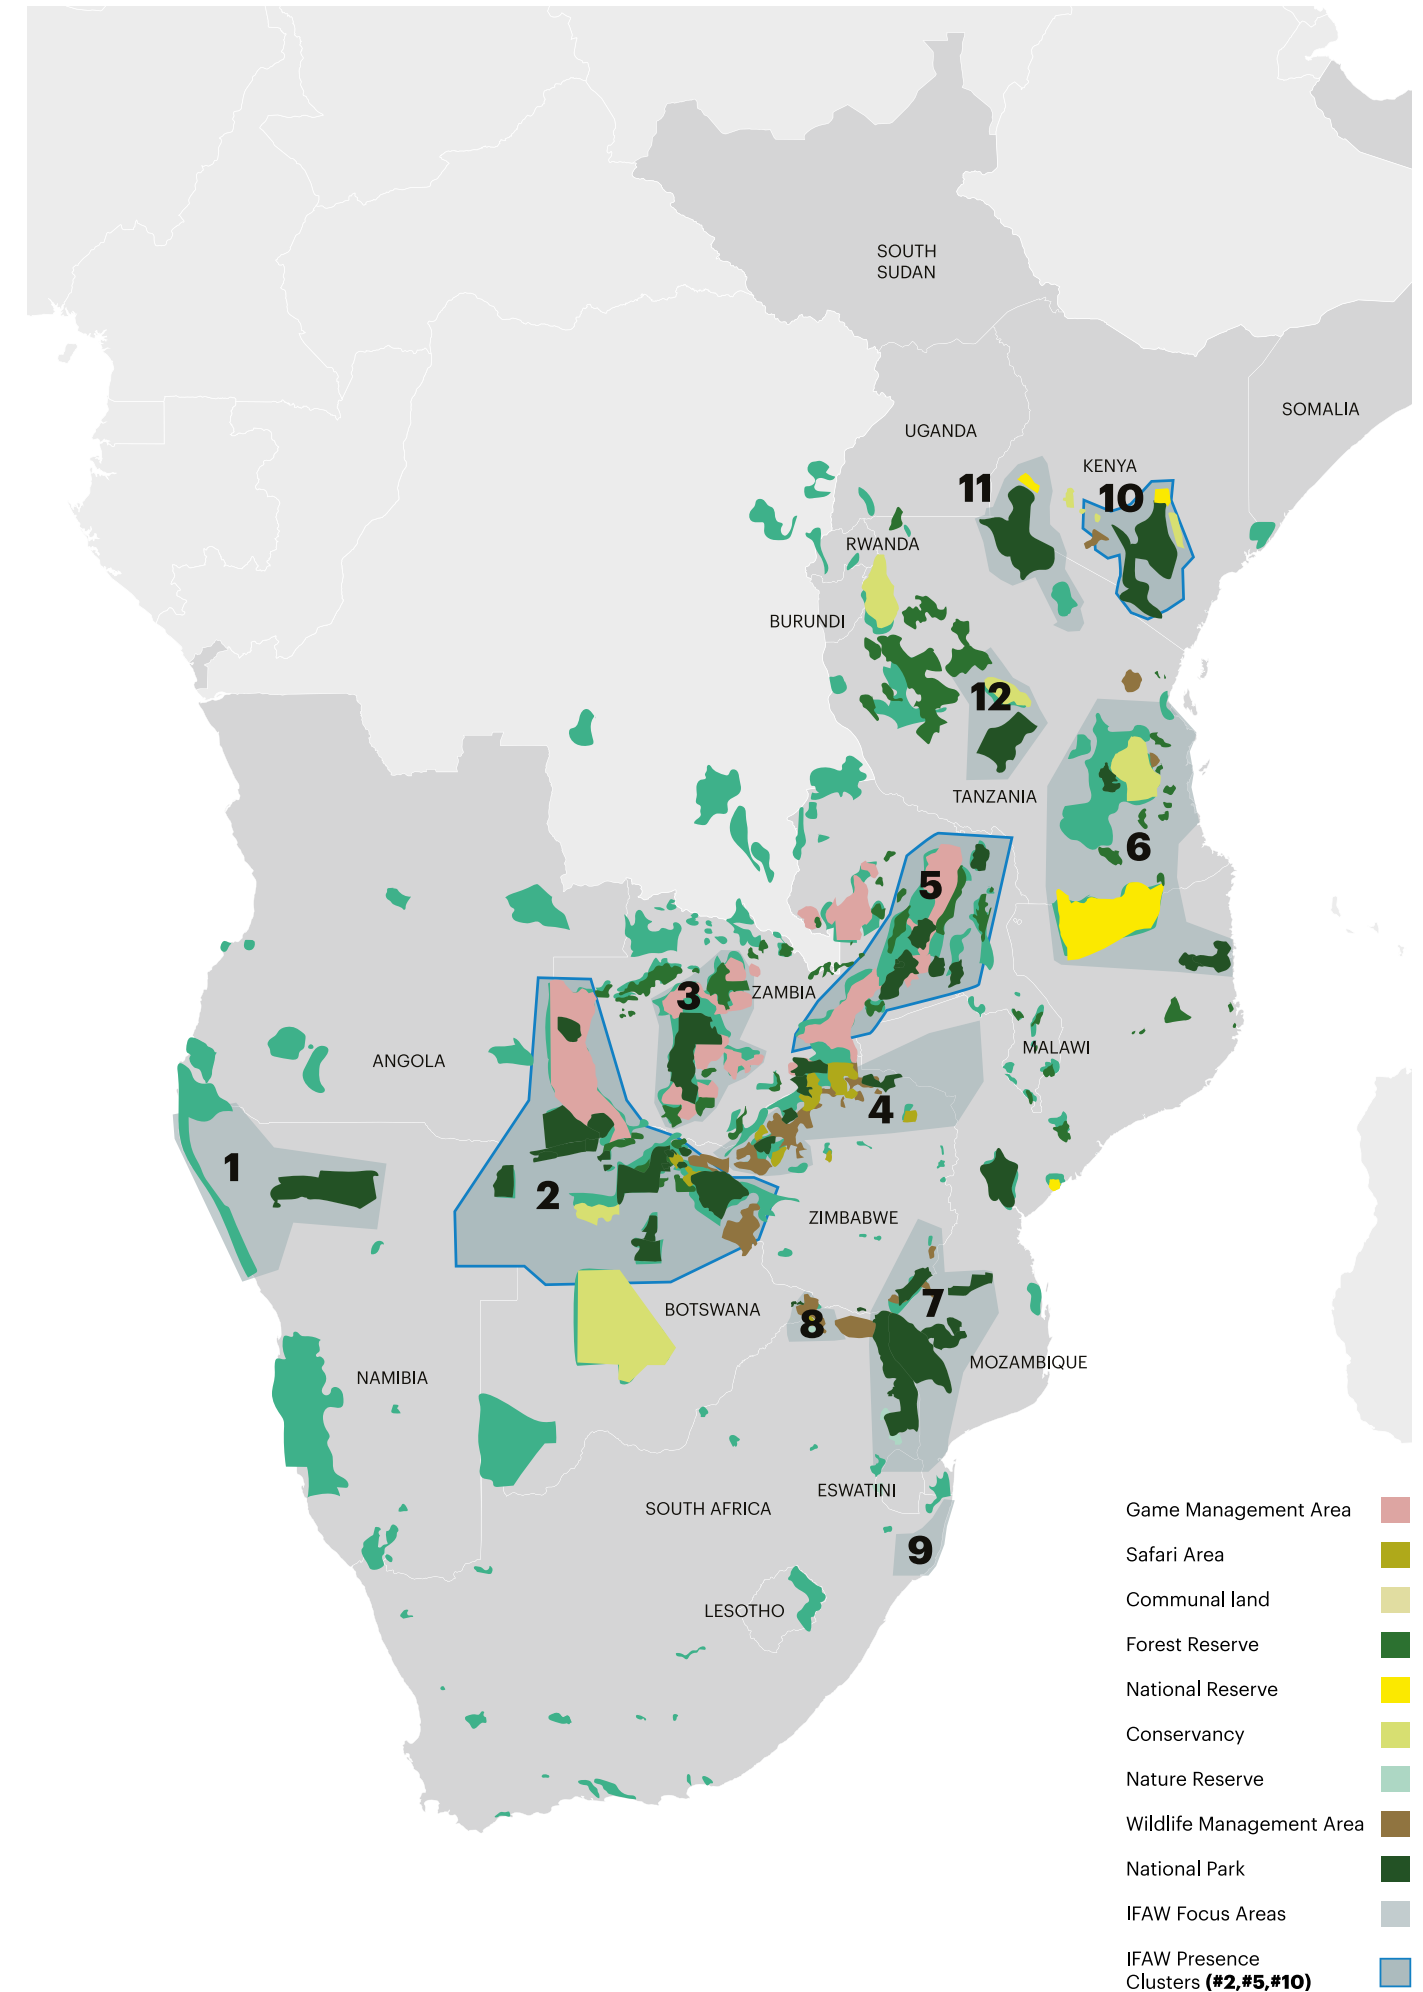 SOUTH
SUDAN
SOMALIA
UGANDA
KENYA
11
10
RWANDA
BURUNDI
12
TANZANIA
6
5
3
ZAMBIA
MALAWI
ANGOLA
4
1
2
ZIMBABWE
7
BOTSWANA
8
MOZAMBIQUE
NAMIBIA
ESWATINI
SOUTH AFRICA
9
LESOTHO
Game Management Area
Safari Area
Communal land
Forest Reserve
National Reserve
Conservancy
Nature Reserve
Wildlife Management Area
National Park
IFAW Focus Areas
IFAW Presence
Clusters (#2,#5,#10)